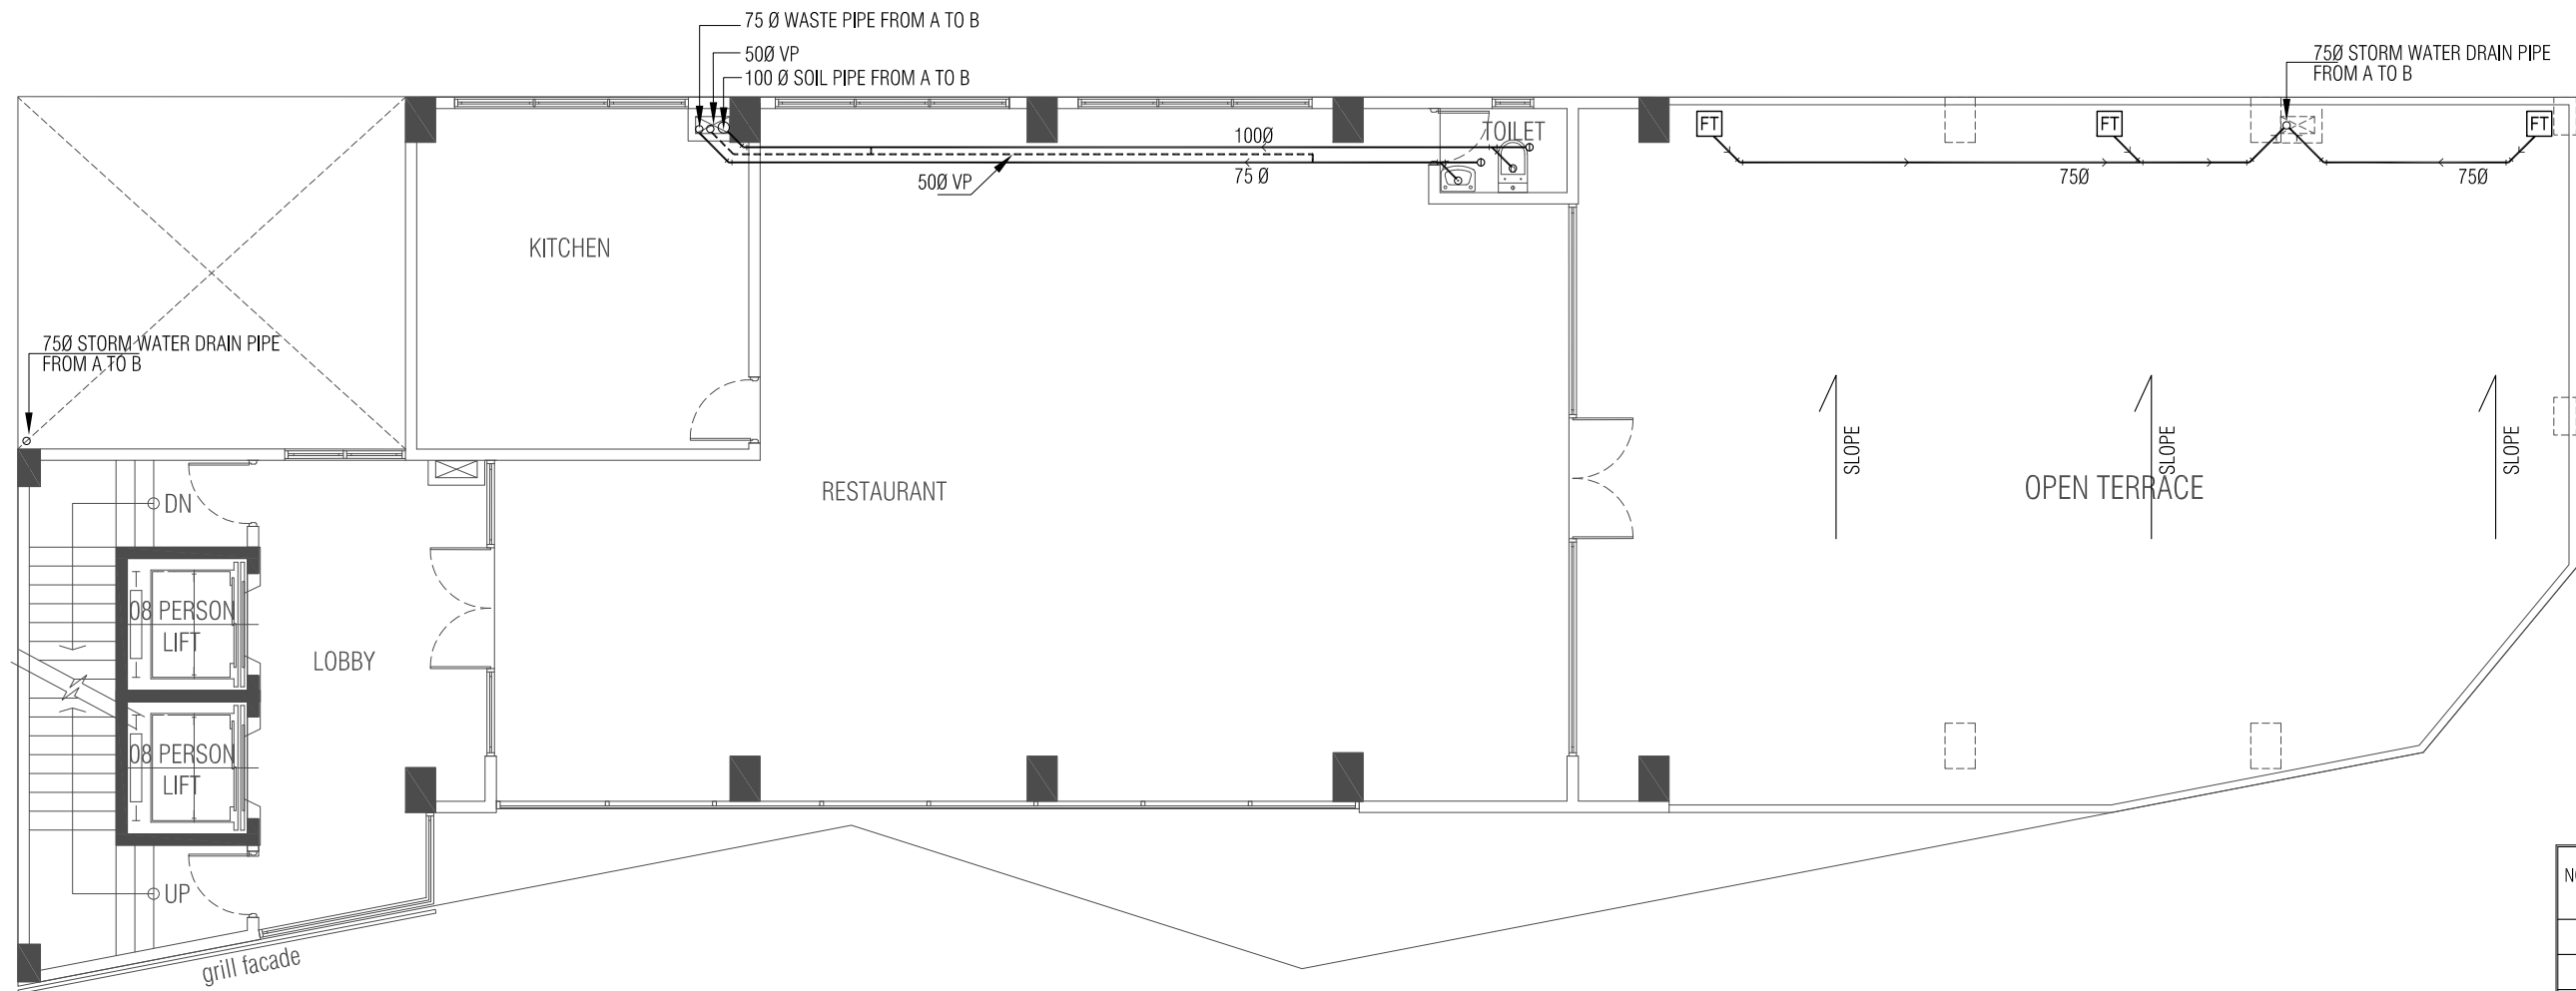 75 Ø WASTE PIPE FROM A TO B
50Ø VP
100 Ø SOIL PIPE FROM A TO B
75Ø STORM WATER DRAIN PIPE
FROM A TO B
FT
FT
FT
TOILET
100Ø
75 Ø
50Ø VP
75Ø
75Ø
KITCHEN
75Ø STORM WATER DRAIN PIPE
FROM A TO B
SLOPE
SLOPE
SLOPE
RESTAURANT
OPEN TERRACE
DN
08 PERSON
LIFT
LOBBY
08 PERSON
LIFT
UP
grill facade